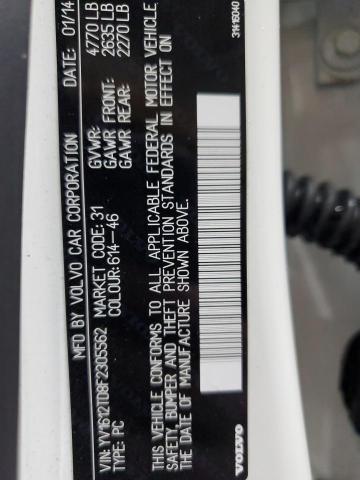 MFD BY VOLVO CAR CORPORATION DATE: 01/14
VIN: YV1612TD8F2305562 GVWR: 4770 LB
MARKET CODE: 31 GAWR FRONT: 2635 LB
TYPE: PC COLOUR: 614-46 GAWR REAR: 2270 LB
THIS VEHICLE CONFORMS TO ALL APPLICABLE FEDERAL MOTOR VEHICLE
SAFETY, BUMPER AND THEFT PREVENTION STANDARDS IN EFFECT ON
THE DATE OF MANUFACTURE SHOWN ABOVE.
VOLVO 31416040